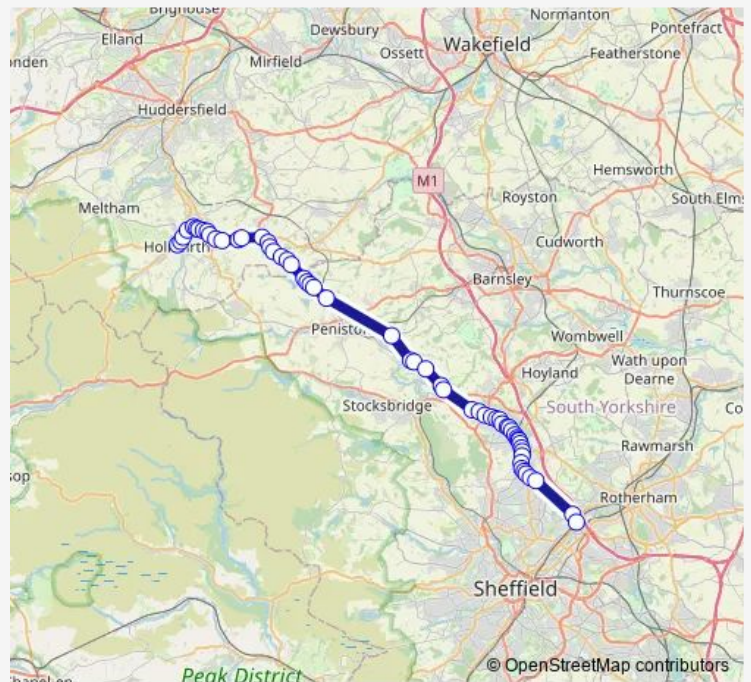 Brighouse
Normanton
Elland
Dewsbury
Pontefract
Mirfield
Ossett
Wakefield
Featherstone
Huddersfield
Hemsworth
M1
Royston
South Elms
Meltham
Cudworth
Barnsley
Thurnscoe
Wombwell
Wath upon
Dearne
Hoyland
Stocksbridge
South Yorkshire
Rawmarsh
Rotherham
Sheffield
© OpenStreetMap contributors
Peak District